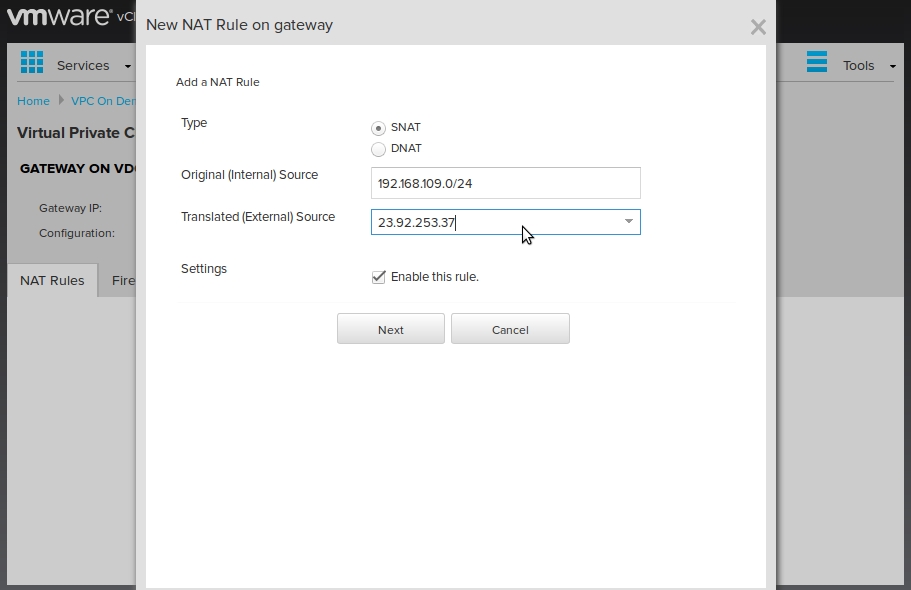 vmware® vCl
New NAT Rule on gateway
Services
Tools
Home
VPC On Den
Virtual Private C
GATEWAY ON VD
Gateway IP:
Configuration:
NAT Rules
Fire
Add a NAT Rule
Type
SNAT
DNAT
Original (Internal) Source
192.168.109.0/24
Translated (External) Source
23.92.253.37
Settings
Enable this rule.
Next
Cancel